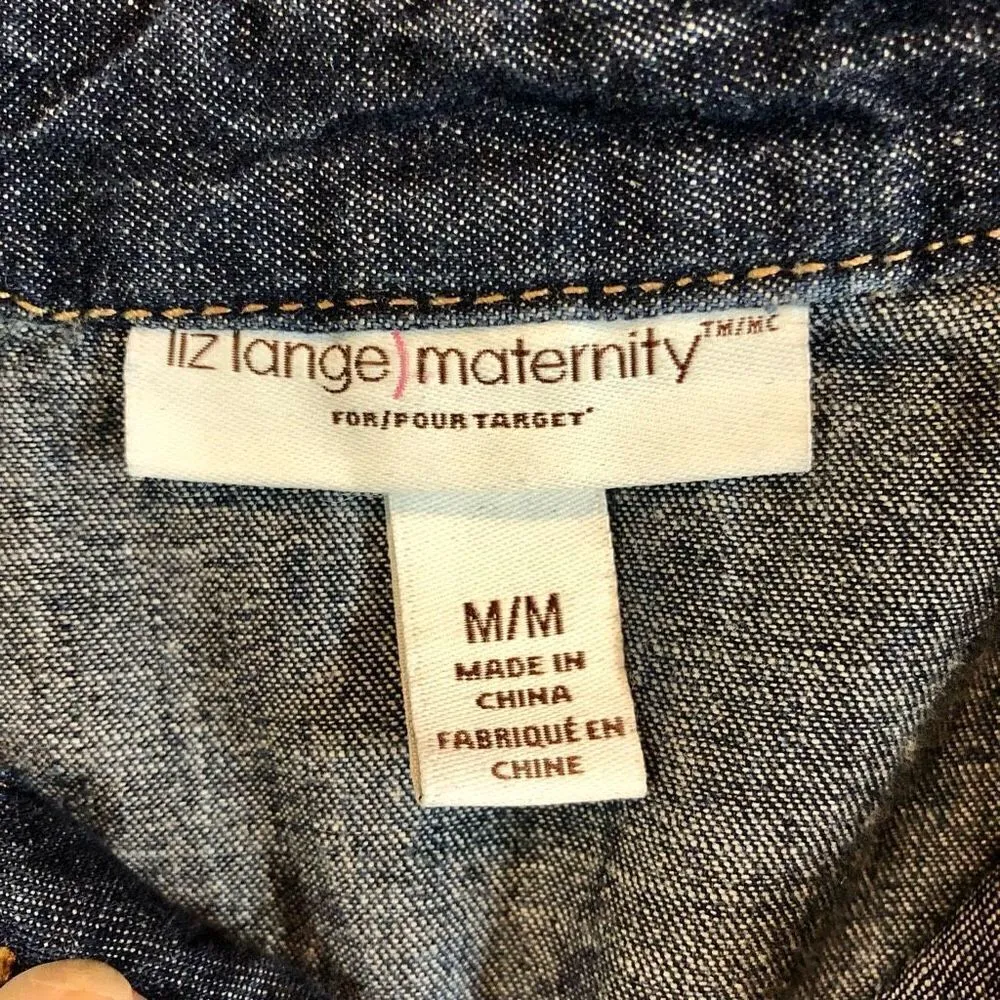 liz lange)maternity™/MC
FOR/POUR TARGET*
M/M
MADE IN
CHINA
FABRIQUÉ EN
CHINE